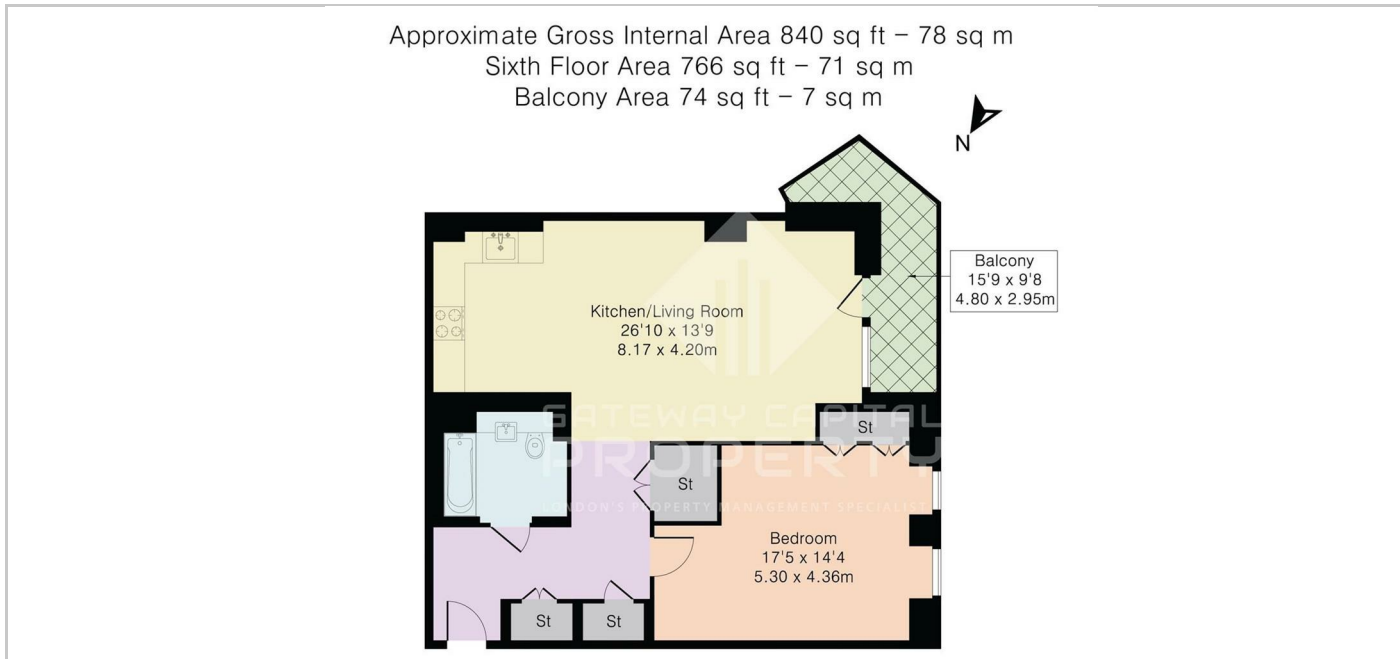 Approximate Gross Internal Area 840 sq ft – 78 sq m
Sixth Floor Area 766 sq ft – 71 sq m
Balcony Area 74 sq ft – 7 sq m
N
Balcony
15'9 x 9'8
4.80 x 2.95m
Kitchen/Living Room
26'10 x 13'9
8.17 x 4.20m
GATEWAY CAPITAL
PROPERTY
LONDON'S PROPERTY MANAGEMENT SPECIALIST
St
St
Bedroom
17'5 x 14'4
5.30 x 4.36m
St
St